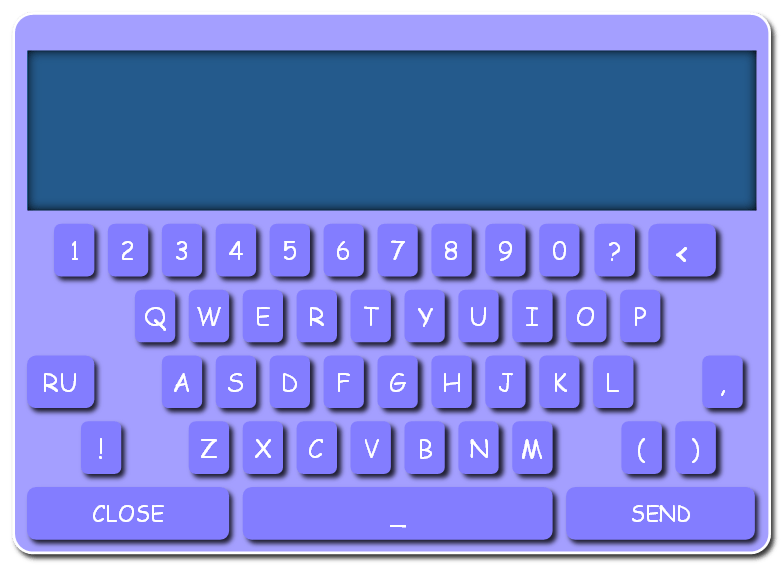 1 2 3 4 5 6 7 8 9 0 ? <
Q W E R T Y U I O P
RU A S D F G H J K L ,
! Z X C V B N M ( )
CLOSE _ SEND